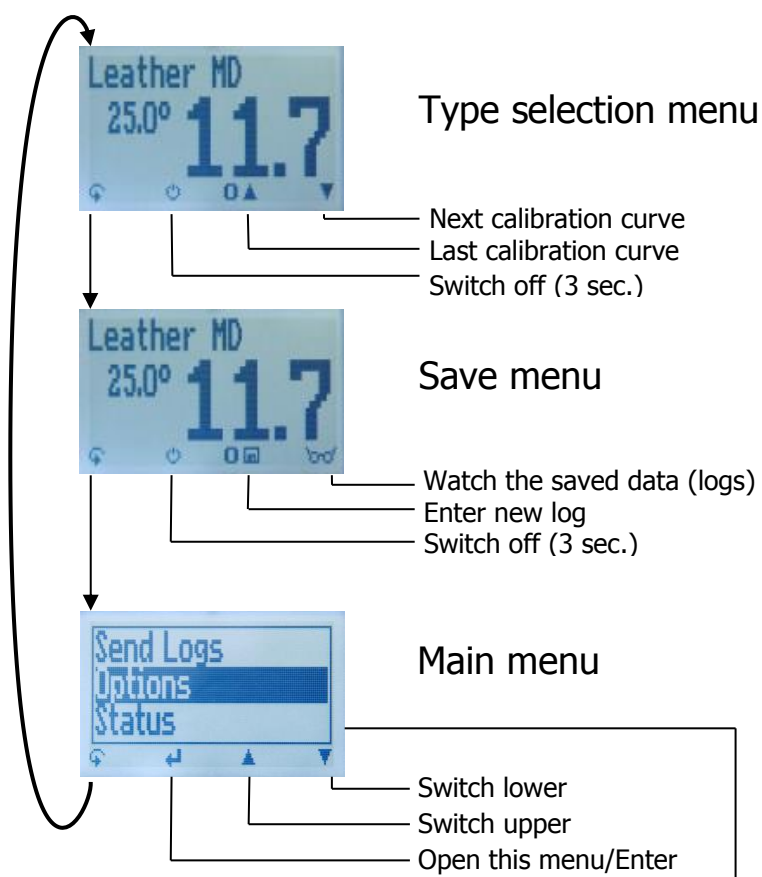 Leather MD
25.0° 11.7
0
Type selection menu
Next calibration curve
Last calibration curve
Switch off (3 sec.)
Leather MD
25.0° 11.7
0
Save menu
Watch the saved data (logs)
Enter new log
Switch off (3 sec.)
Send Logs
Options
Status
Main menu
Switch lower
Switch upper
Open this menu/Enter